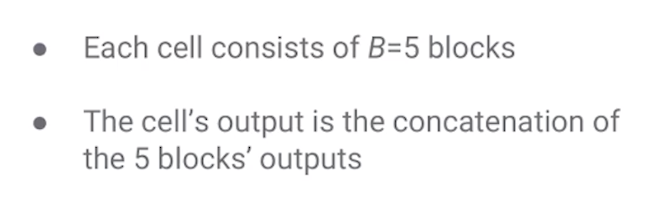 ● Each cell consists of B=5 blocks
● The cell’s output is the concatenation of
the 5 blocks’ outputs